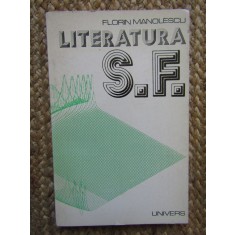 FLORIN MANOLESCU
LITERATURA
S.F.
UNIVERS